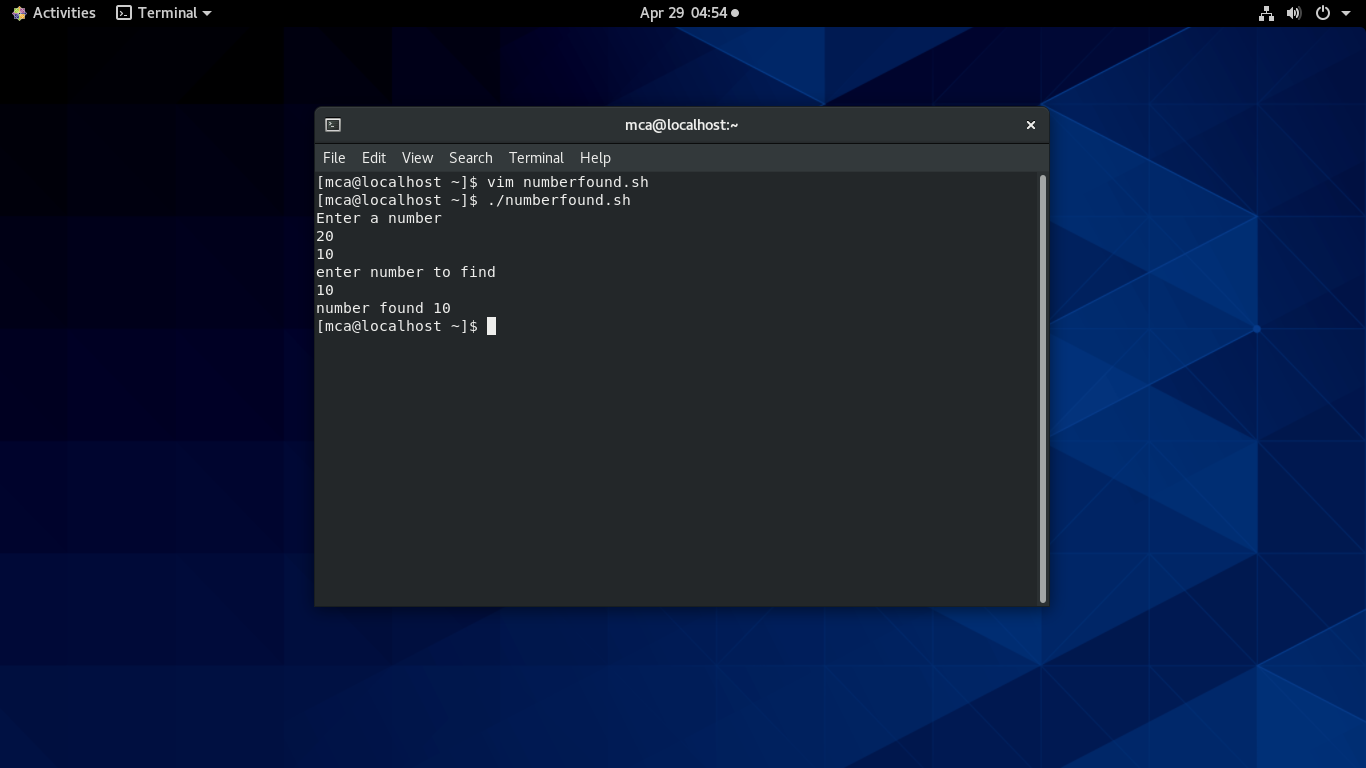 Activities Terminal Apr 29 04:54
mca@localhost:~
File Edit View Search Terminal Help
[mca@localhost ~]$ vim numberfound.sh
[mca@localhost ~]$ ./numberfound.sh
Enter a number
20
10
enter number to find
10
number found 10
[mca@localhost ~]$